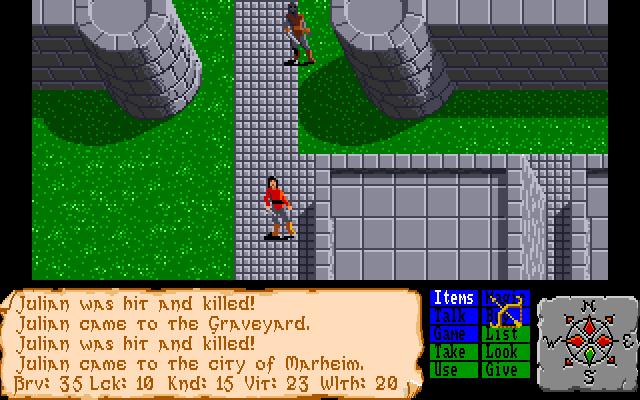 Julian was hit and killed!
Julian came to the Graveyard.
Julian was hit and killed!
Julian came to the city of Marheim.
Brv: 35 Lck: 10 Knd: 15 Vit: 23 Wlth: 20
Items
Talk
Game List
Take Look
Use Give
N
W E
S